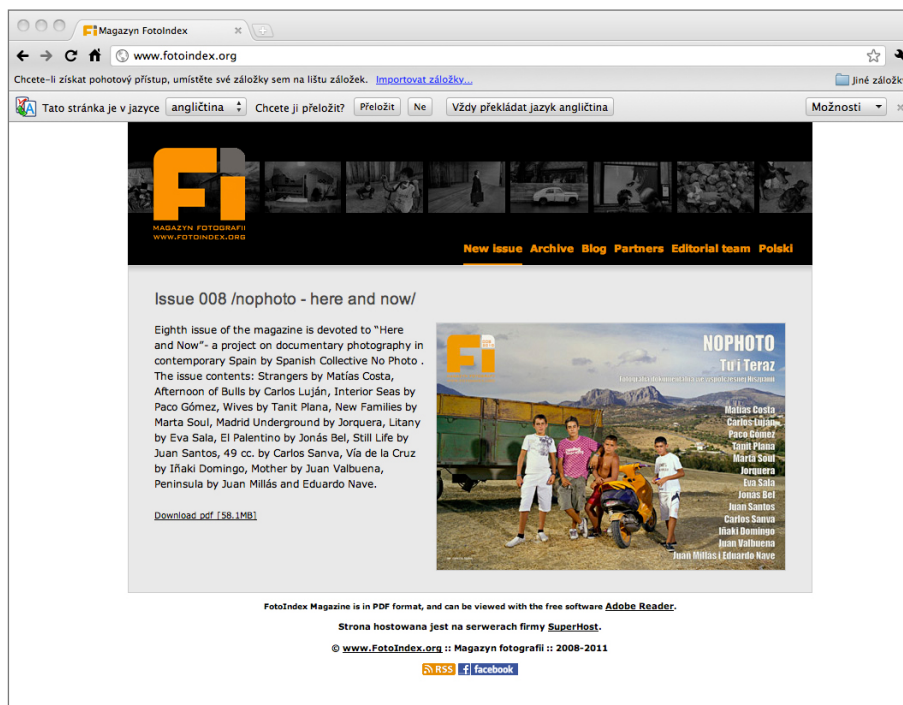 Magazyn FotoIndex
www.fotoindex.org
Chcete-li získat pohotový přístup, umístěte své záložky sem na lištu záložek. Importovat záložky...
Jiné záložk
Tato stránka je v jazyce angličtina Chcete ji přeložit? Přeložit Ne Vždy překládat jazyk angličtina Možnosti
Fi
MAGAZYN FOTOGRAFII
WWW.FOTOINDEX.ORG
New issue Archive Blog Partners Editorial team Polski
Issue 008 /nophoto - here and now/
Eighth issue of the magazine is devoted to “Here
and Now”- a project on documentary photography in
contemporary Spain by Spanish Collective No Photo .
The issue contents: Strangers by Matías Costa,
Afternoon of Bulls by Carlos Luján, Interior Seas by
Paco Gómez, Wives by Tanit Plana, New Families by
Marta Soul, Madrid Underground by Jorquera, Litany
by Eva Sala, El Palentino by Jonás Bel, Still Life by
Juan Santos, 49 cc. by Carlos Sanva, Vía de la Cruz
by Iñaki Domingo, Mother by Juan Valbuena,
Peninsula by Juan Millás and Eduardo Nave.
Download pdf [58.1MB]
Fi
NOPHOTO
Tu i Teraz
Fotografia dokumentalna we współczesnej Hiszpanii
Matías Costa
Carlos Luján
Paco Gómez
Tanit Plana
Marta Soul
Jorquera
Eva Sala
Jonas Bel
Juan Santos
Carlos Sanva
Iñaki Domingo
Juan Valbuena
Juan Millas i Eduardo Nave
FotoIndex Magazine is in PDF format, and can be viewed with the free software Adobe Reader.
Strona hostowana jest na serwerach firmy SuperHost.
© www.FotoIndex.org :: Magazyn fotografii :: 2008-2011
RSS facebook